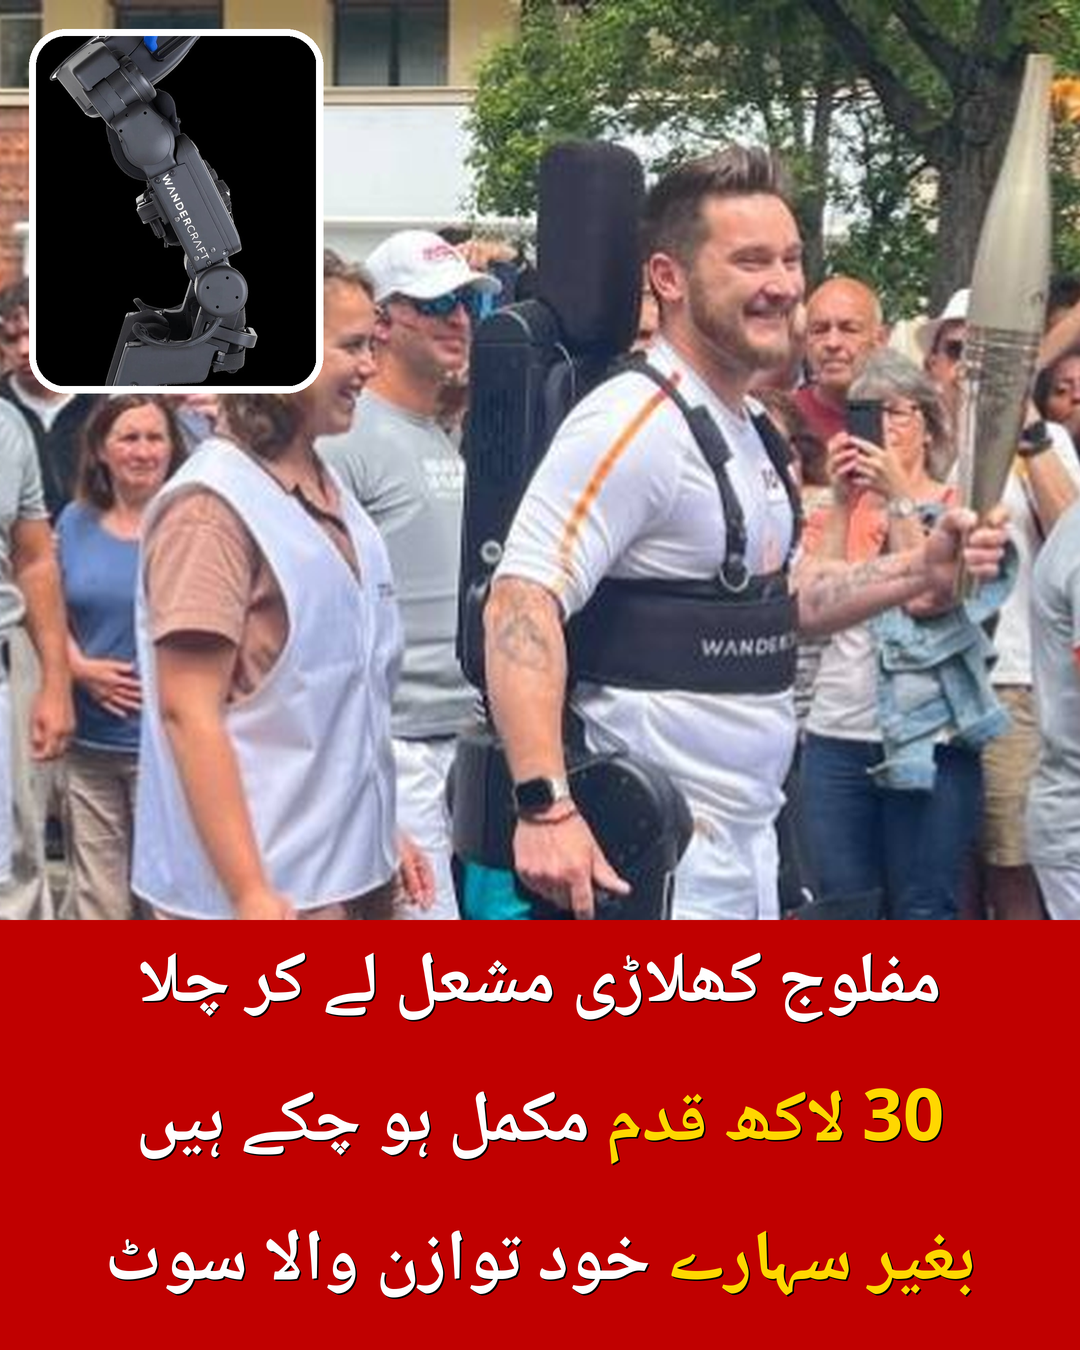 WANDERCRAFT
WANDER
مفلوج کھلاڑی مشعل لے کر چلا
30 لاکھ قدم مکمل ہو چکے ہیں
بغیر سہارے خود توازن والا سوٹ